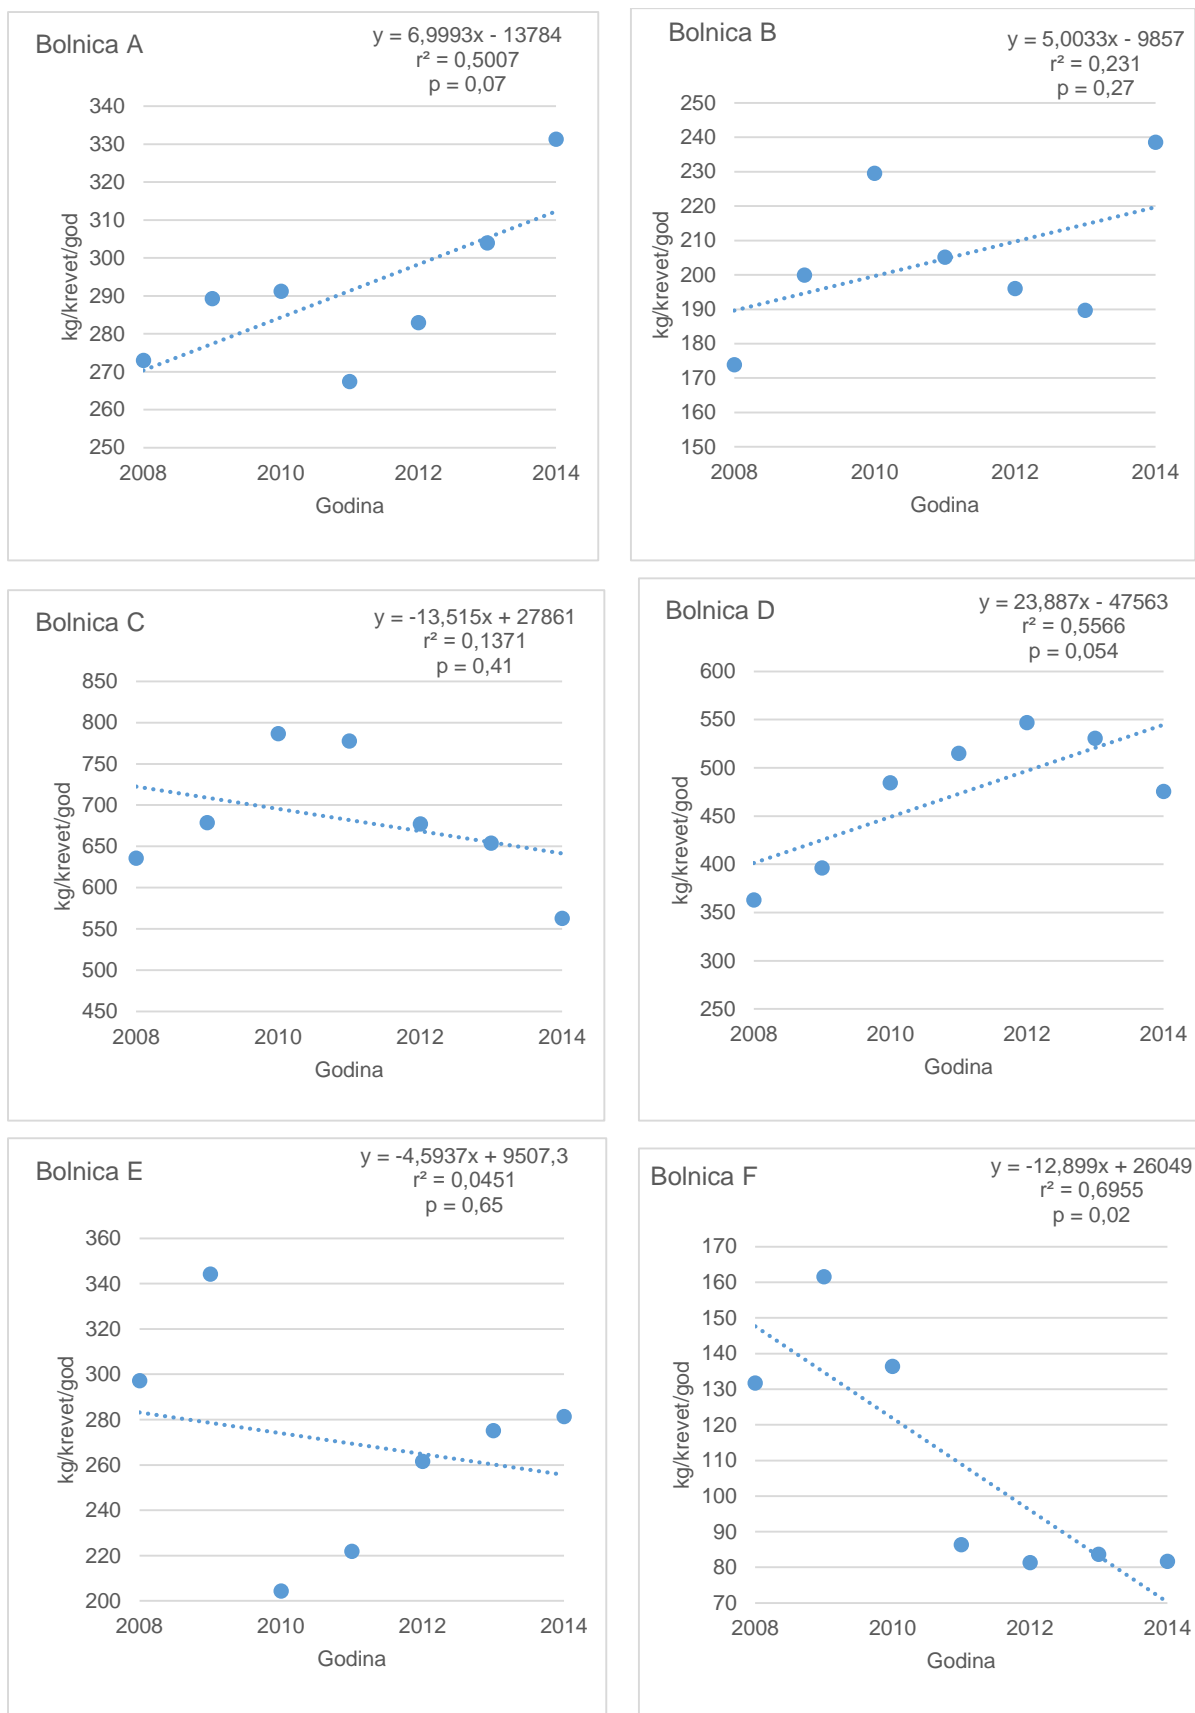 Bolnica A
y = 6,9993x - 13784
r² = 0,5007
p = 0,07
340
330
320
310
300
290
280
270
260
250
kg/krevet/god
2008 2010 2012 2014
Godina
Bolnica B
y = 5,0033x - 9857
r² = 0,231
p = 0,27
250
240
230
220
210
200
190
180
170
160
150
kg/krevet/god
2008 2010 2012 2014
Godina
Bolnica C
y = -13,515x + 27861
r² = 0,1371
p = 0,41
850
800
750
700
650
600
550
500
450
kg/krevet/god
2008 2010 2012 2014
Godina
Bolnica D
y = 23,887x - 47563
r² = 0,5566
p = 0,054
600
550
500
450
400
350
300
250
kg/krevet/god
2008 2010 2012 2014
Godina
Bolnica E
y = -4,5937x + 9507,3
r² = 0,0451
p = 0,65
360
340
320
300
280
260
240
220
200
kg/krevet/god
2008 2010 2012 2014
Godina
Bolnica F
y = -12,899x + 26049
r² = 0,6955
p = 0,02
170
160
150
140
130
120
110
100
90
80
70
kg/krevet/god
2008 2010 2012 2014
Godina